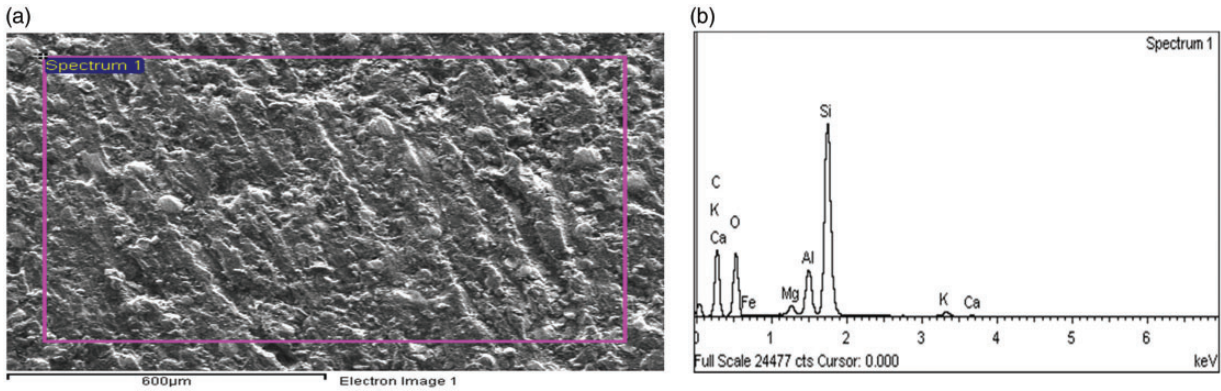 (a)
Spectrum 1
600μm
Electron Image 1
(b)
Spectrum 1
Si
C
K
O
Ca
Al
Fe
Mg
K
Ca
0 1 2 3 4 5 6
Full Scale 24477 cts Cursor: 0.000
keV